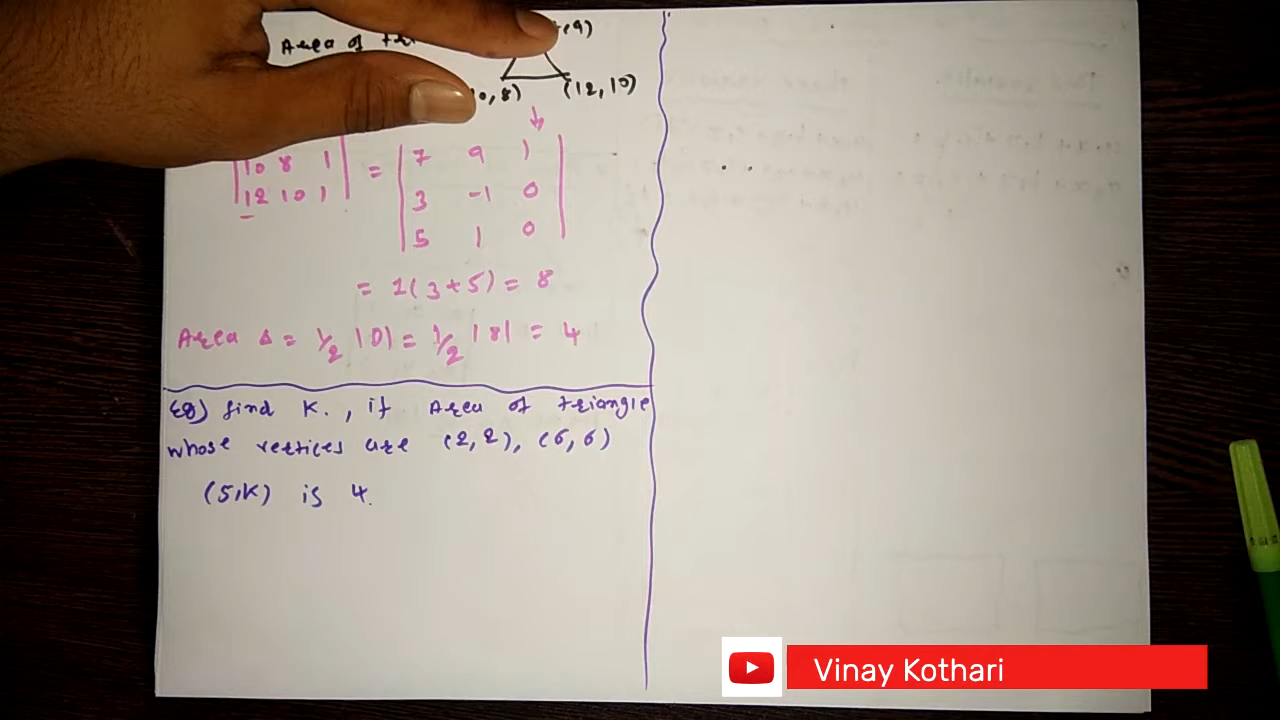 Area of
(12, 10)
10 8 1 = 7 9 1
12 10 1 3 -1 0
5 1 0
= 1(3+5) = 8
Area Δ = 1/2 |D| = 1/2 |8| = 4
Eg) find K., if Area of triangle
whose vertices are (2,2), (6,6)
(5,K) is 4.
Vinay Kothari